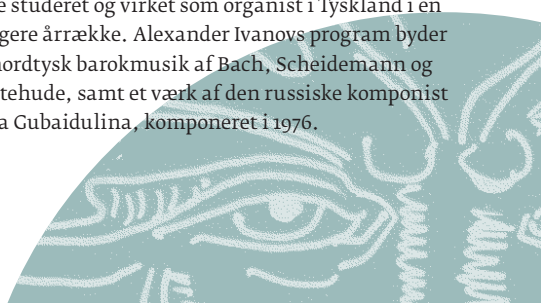 e studeret og virket som organist i Tyskland i en
gere årrække. Alexander Ivanovs program byder
nordtysk barokmusik af Bach, Scheidemann og
tehude, samt et værk af den russiske komponist
a Gubaidulina, komponeret i 1976.